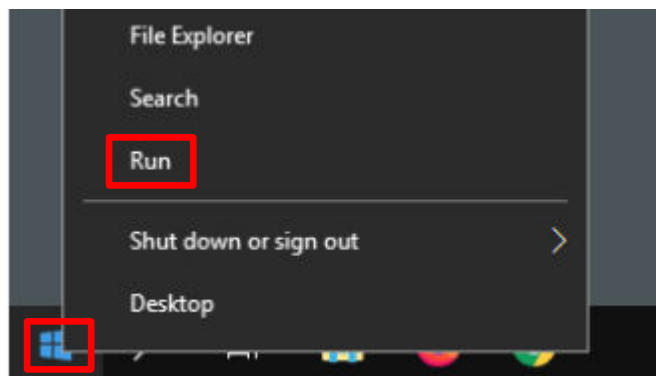 File Explorer
Search
Run
Shut down or sign out
Desktop